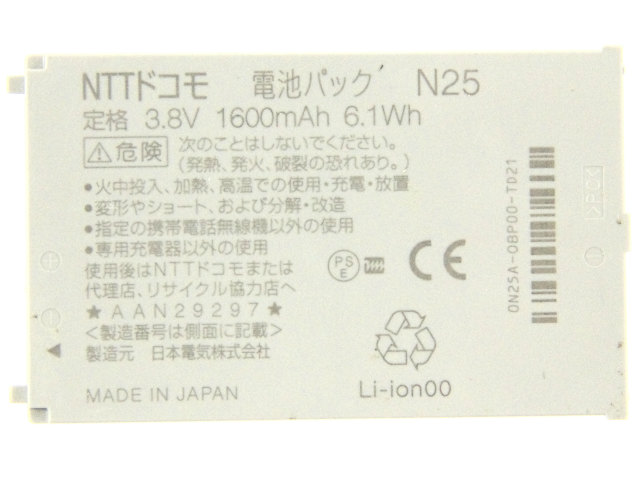 NTTドコモ 電池パック N25
定格 3.8V 1600mAh 6.1Wh
⚠危険 次のことはしないでください。
(発熱、発火、破裂の恐れあり。)
●火中投入、加熱、高温での使用・充電・放置
●変形やショート、および分解・改造
●指定の携帯電話無線機以外の使用
●専用充電器以外の使用
使用後はNTTドコモまたは
代理店、リサイクル協力店へ
★AAN29297★
<製造番号は側面に記載>
製造元 日本電気株式会社
MADE IN JAPAN
PS
E
CE
Li-ion00
0N25A-0BP00-TD21
>PC<